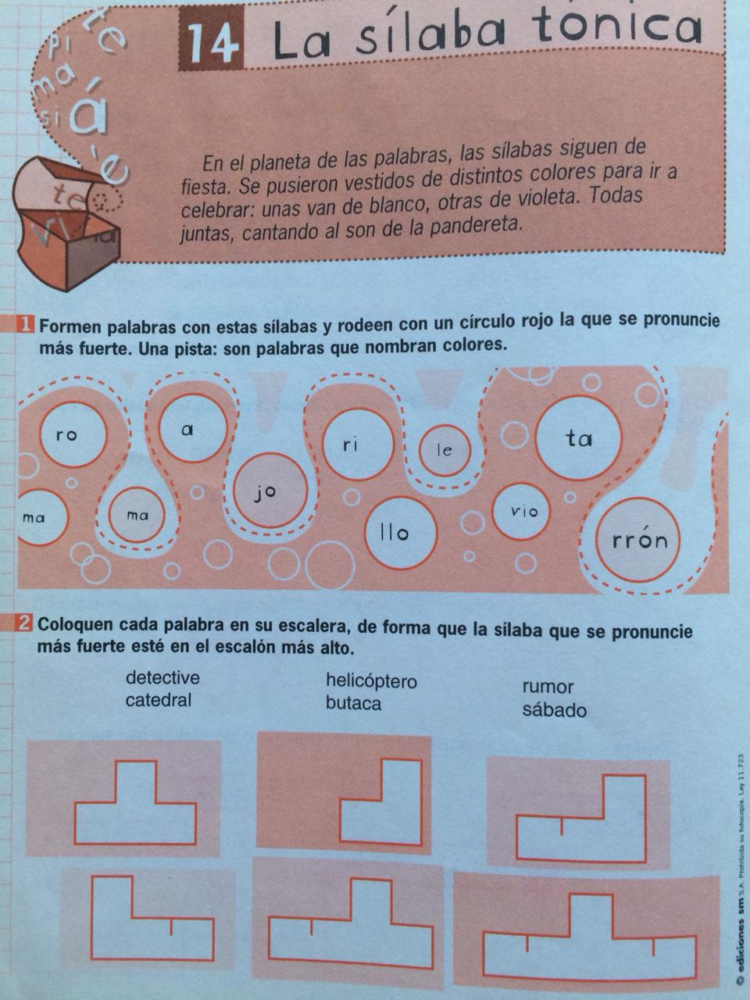 te
pi
ma
si
á
é
te a
vi na
14 La sílaba tónica
En el planeta de las palabras, las sílabas siguen de
fiesta. Se pusieron vestidos de distintos colores para ir a
celebrar: unas van de blanco, otras de violeta. Todas
juntas, cantando al son de la pandereta.
1 Formen palabras con estas sílabas y rodeen con un círculo rojo la que se pronuncie
más fuerte. Una pista: son palabras que nombran colores.
ro a ri le ta
ma ma jo llo vio rrón
2 Coloquen cada palabra en su escalera, de forma que la sílaba que se pronuncie
más fuerte esté en el escalón más alto.
detective helicóptero rumor
catedral butaca sábado
© ediciones sm S.A. Prohibida su fotocopia. Ley 11.723